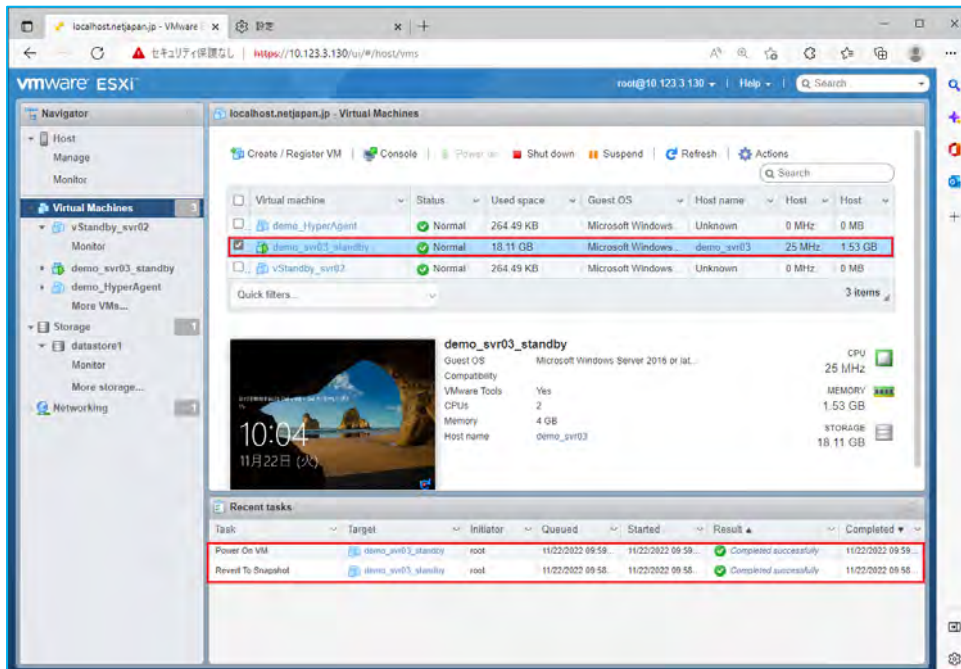 localhost.netjapan.jp - VMware
設定
セキュリティ保護なし
https://10.123.3.130/ui/#/host/vms
vmware ESXi
root@10.123.3.130
Help
Search
Navigator
localhost.netjapan.jp - Virtual Machines
Host
Manage
Monitor
Virtual Machines 3
vStandby_svr02
Monitor
demo_svr03_standby
demo_HyperAgent
More VMs...
Storage 1
datastore1
Monitor
More storage...
Networking 1
Create / Register VM
Console
Power on
Shut down
Suspend
Refresh
Actions
Search
Virtual machine Status Used space Guest OS Host name Host Host
demo_HyperAgent Normal 264.49 KB Microsoft Windows... Unknown 0 MHz 0 MB
demo_svr03_standby Normal 18.11 GB Microsoft Windows... demo_svr03 25 MHz 1.53 GB
vStandby_svr02 Normal 264.49 KB Microsoft Windows... Unknown 0 MHz 0 MB
Quick filters...
3 items
10:04
11月22日 (火)
demo_svr03_standby
Guest OS Microsoft Windows Server 2016 or lat...
Compatibility
VMware Tools Yes
CPUs 2
Memory 4 GB
Host name demo_svr03
CPU
25 MHz
MEMORY
1.53 GB
STORAGE
18.11 GB
Recent tasks
Task Target Initiator Queued Started Result Completed
Power On VM demo_svr03_standby root 11/22/2022 09:59... 11/22/2022 09:59... Completed successfully 11/22/2022 09:59...
Revert To Snapshot demo_svr03_standby root 11/22/2022 09:58... 11/22/2022 09:58... Completed successfully 11/22/2022 09:58...